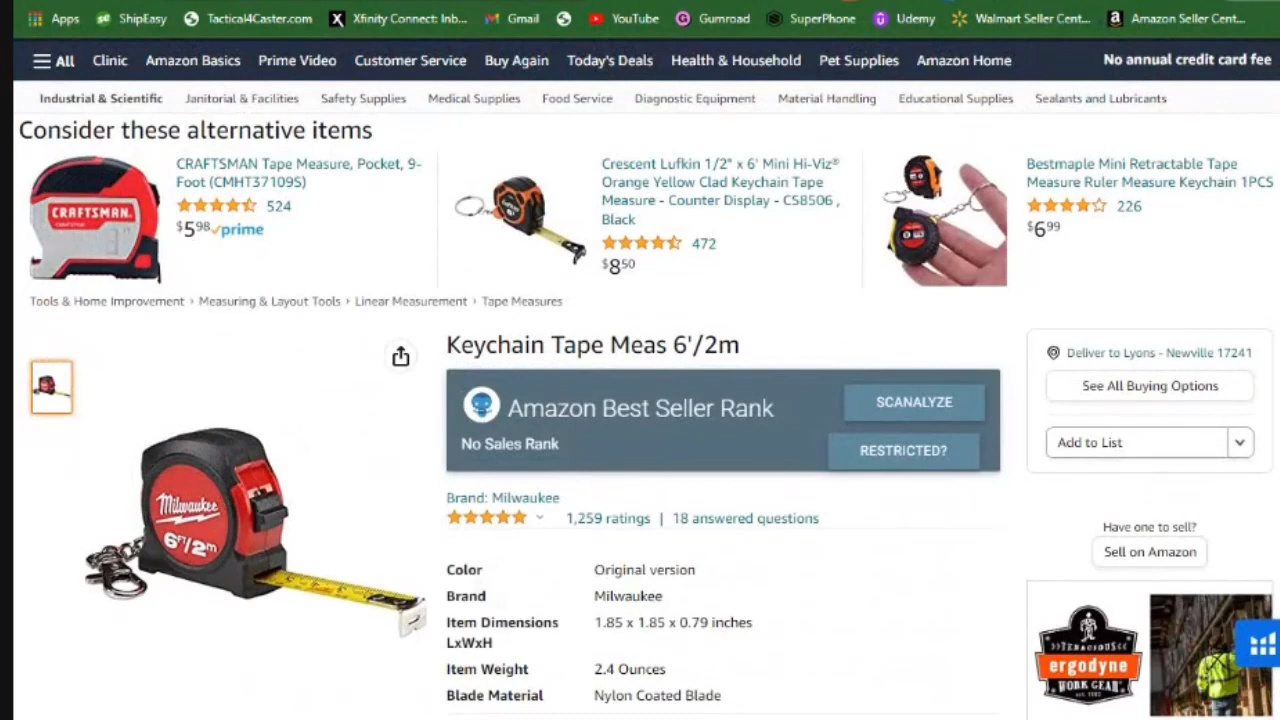 Apps ShipEasy Tactical4Caster.com Xfinity Connect: Inb... Gmail YouTube Gumroad SuperPhone Udemy Walmart Seller Cent... Amazon Seller Cent...
All Clinic Amazon Basics Prime Video Customer Service Buy Again Today's Deals Health & Household Pet Supplies Amazon Home No annual credit card fee
Industrial & Scientific Janitorial & Facilities Safety Supplies Medical Supplies Food Service Diagnostic Equipment Material Handling Educational Supplies Sealants and Lubricants
Consider these alternative items
CRAFTSMAN
CRAFTSMAN Tape Measure, Pocket, 9-
Foot (CMHT37109S)
524
$5.98 prime
Crescent Lufkin 1/2" x 6' Mini Hi-Viz®
Orange Yellow Clad Keychain Tape
Measure - Counter Display - CS8506 ,
Black
472
$8.50
Bestmaple Mini Retractable Tape
Measure Ruler Measure Keychain 1PCS
226
$6.99
Tools & Home Improvement › Measuring & Layout Tools › Linear Measurement › Tape Measures
Milwaukee
6FT/2m
Keychain Tape Meas 6'/2m
Amazon Best Seller Rank
SCANALYZE
No Sales Rank
RESTRICTED?
Brand: Milwaukee
1,259 ratings | 18 answered questions
Color Original version
Brand Milwaukee
Item Dimensions 1.85 x 1.85 x 0.79 inches
LxWxH
Item Weight 2.4 Ounces
Blade Material Nylon Coated Blade
Deliver to Lyons - Newville 17241
See All Buying Options
Add to List
Have one to sell?
Sell on Amazon
TENACIOUS
ergodyne
WORK GEAR